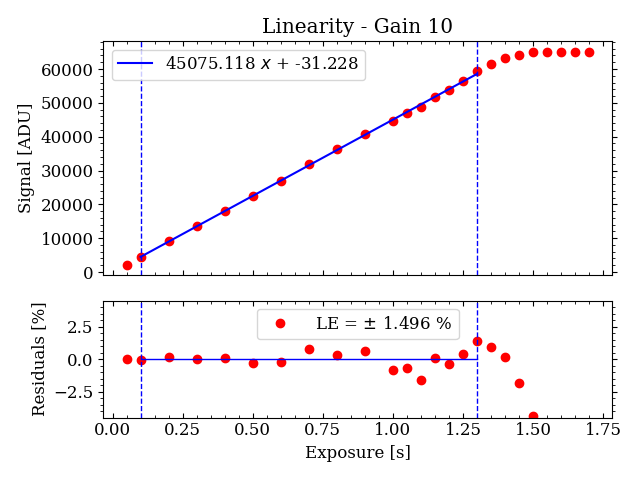 Linearity - Gain 10
45075.118 x + -31.228
Signal [ADU]
60000
50000
40000
30000
20000
10000
0
LE = ± 1.496 %
Residuals [%]
2.5
0.0
−2.5
0.00 0.25 0.50 0.75 1.00 1.25 1.50 1.75
Exposure [s]